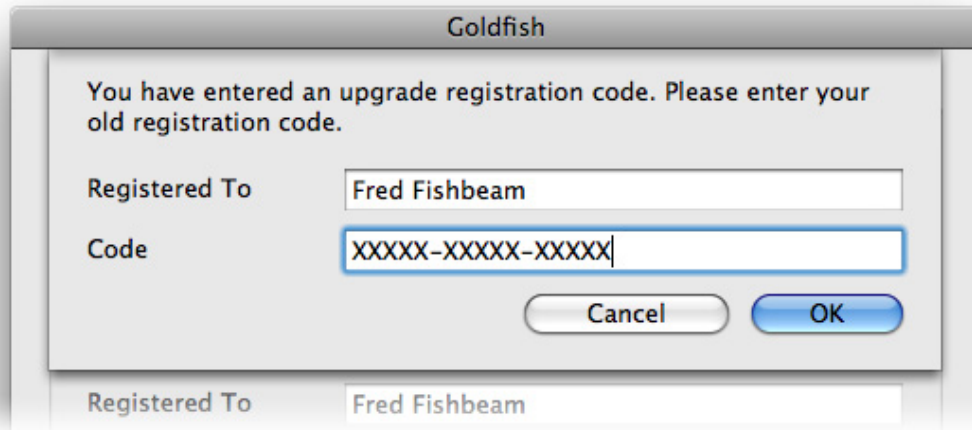 Goldfish
You have entered an upgrade registration code. Please enter your
old registration code.
Registered To Fred Fishbeam
Code XXXXX-XXXXX-XXXXX
Cancel OK
Registered To Fred Fishbeam